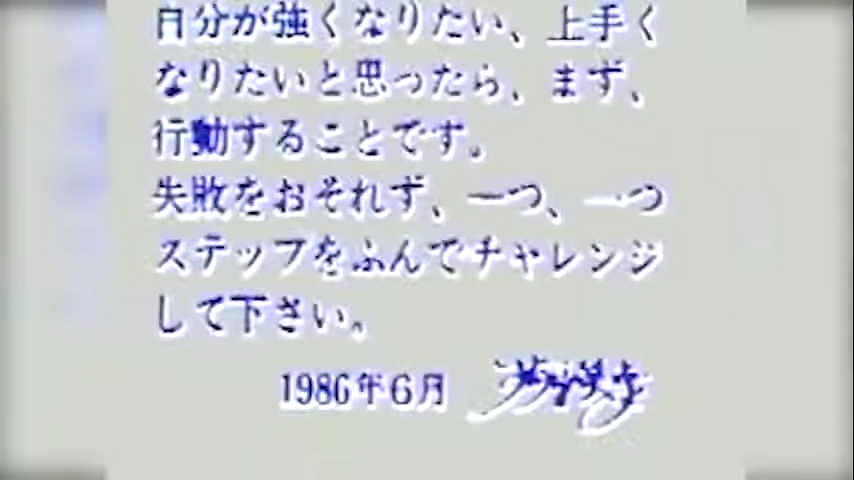 自分が強くなりたい、上手く
なりたいと思ったら、まず、
行動することです。
失敗をおそれず、一つ、一つ
ステップをふんでチャレンジ
して下さい。
1986年6月